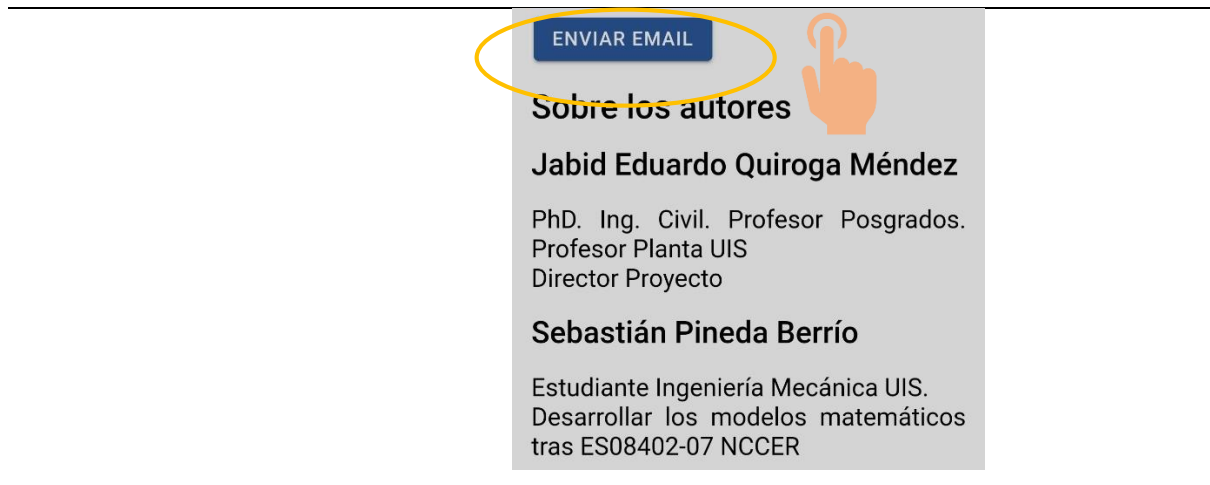 ENVIAR EMAIL
Sobre los autores
Jabid Eduardo Quiroga Méndez
PhD. Ing. Civil. Profesor Posgrados.
Profesor Planta UIS
Director Proyecto
Sebastián Pineda Berrío
Estudiante Ingeniería Mecánica UIS.
Desarrollar los modelos matemáticos
tras ES08402-07 NCCER